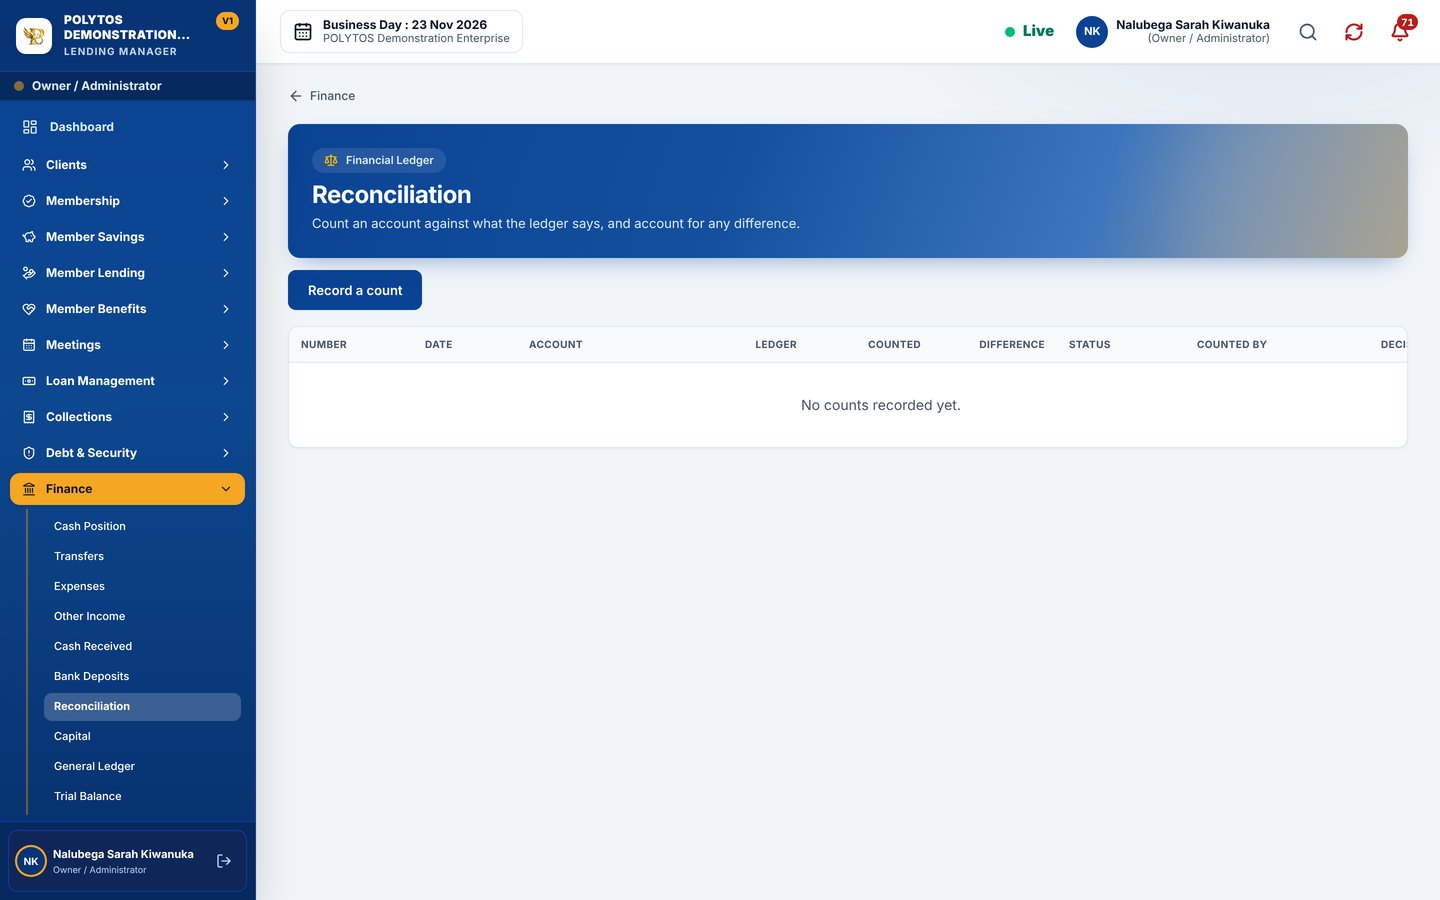 POLYTOS
DEMONSTRATION...
LENDING MANAGER
V1
Owner / Administrator
Dashboard
Clients
Membership
Member Savings
Member Lending
Member Benefits
Meetings
Loan Management
Collections
Debt & Security
Finance
Cash Position
Transfers
Expenses
Other Income
Cash Received
Bank Deposits
Reconciliation
Capital
General Ledger
Trial Balance
NK
Nalubega Sarah Kiwanuka
Owner / Administrator
Business Day : 23 Nov 2026
POLYTOS Demonstration Enterprise
Live
NK
Nalubega Sarah Kiwanuka
(Owner / Administrator)
71
Finance
Financial Ledger
Reconciliation
Count an account against what the ledger says, and account for any difference.
Record a count
NUMBER DATE ACCOUNT LEDGER COUNTED DIFFERENCE STATUS COUNTED BY DECI
No counts recorded yet.